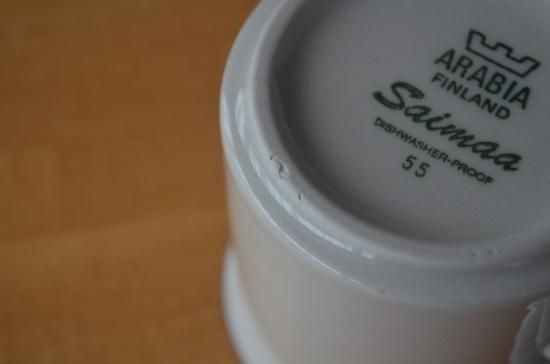 ARABIA
FINLAND
Saimaa
DISHWASHER-PROOF
55